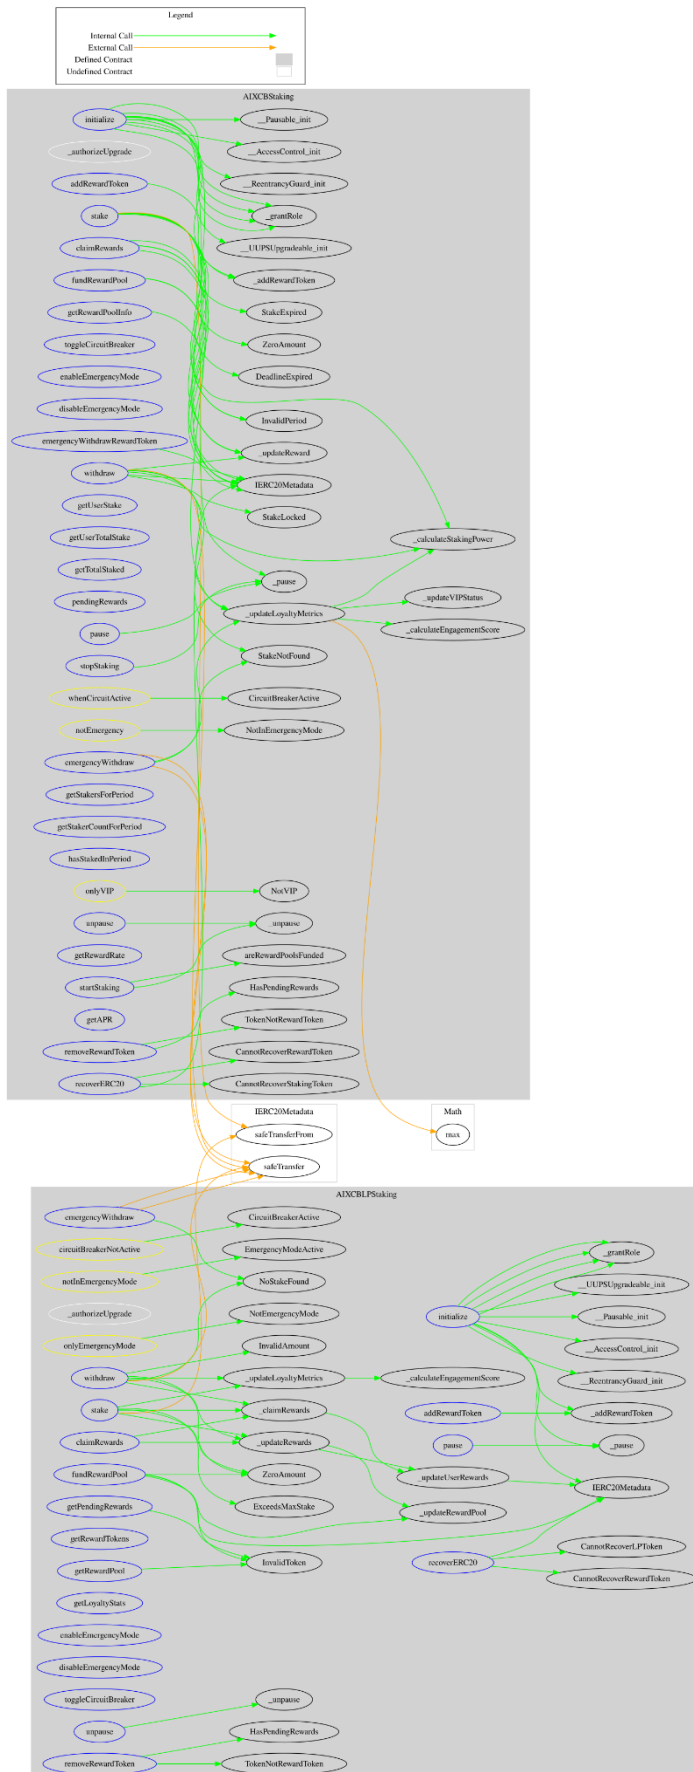 Legend
Internal Call
External Call
Defined Contract
Undefined Contract
AIXCBStaking
initialize
_authorizeUpgrade
addRewardToken
stake
claimRewards
fundRewardPool
getRewardPoolInfo
toggleCircuitBreaker
enableEmergencyMode
disableEmergencyMode
emergencyWithdrawRewardToken
withdraw
getUserStake
getUserTotalStake
getTotalStaked
pendingRewards
pause
stopStaking
whenCircuitActive
notEmergency
emergencyWithdraw
getStakersForPeriod
getStakerCountForPeriod
hasStakedInPeriod
onlyVIP
unpause
getRewardRate
startStaking
getAPR
removeRewardToken
recoverERC20
__Pausable_init
__AccessControl_init
__ReentrancyGuard_init
_grantRole
__UUPSUpgradeable_init
_addRewardToken
StakeExpired
ZeroAmount
DeadlineExpired
InvalidPeriod
_updateReward
IERC20Metadata
StakeLocked
_pause
_updateLoyaltyMetrics
StakeNotFound
CircuitBreakerActive
NotInEmergencyMode
NotVIP
_unpause
areRewardPoolsFunded
HasPendingRewards
TokenNotRewardToken
CannotRecoverRewardToken
CannotRecoverStakingToken
_calculateStakingPower
_updateVIPStatus
_calculateEngagementScore
IERC20Metadata
safeTransferFrom
safeTransfer
Math
max
AIXCBLPStaking
emergencyWithdraw
circuitBreakerNotActive
notInEmergencyMode
_authorizeUpgrade
onlyEmergencyMode
withdraw
stake
claimRewards
fundRewardPool
getPendingRewards
getRewardTokens
getRewardPool
getLoyaltyStats
enableEmergencyMode
disableEmergencyMode
toggleCircuitBreaker
unpause
removeRewardToken
CircuitBreakerActive
EmergencyModeActive
NoStakeFound
NotEmergencyMode
InvalidAmount
_updateLoyaltyMetrics
_claimRewards
_updateRewards
ZeroAmount
ExceedsMaxStake
InvalidToken
_unpause
HasPendingRewards
TokenNotRewardToken
_calculateEngagementScore
_updateUserRewards
_updateRewardPool
initialize
addRewardToken
pause
recoverERC20
_grantRole
__UUPSUpgradeable_init
__Pausable_init
__AccessControl_init
__ReentrancyGuard_init
_addRewardToken
_pause
IERC20Metadata
CannotRecoverLPToken
CannotRecoverRewardToken